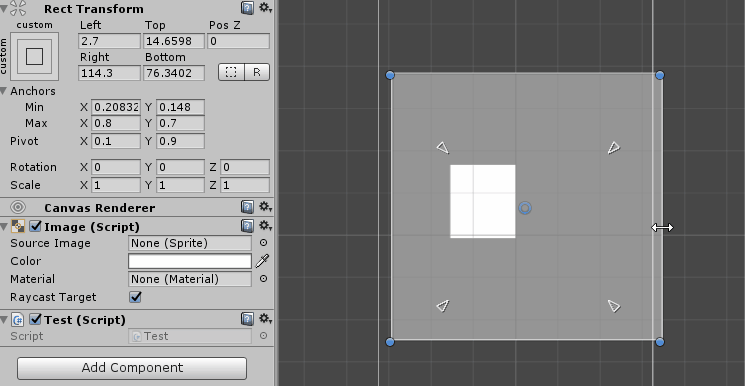 Rect Transform
custom
custom
Left Top Pos Z
2.7 14.6598 0
Right Bottom
114.3 76.3402 R
Anchors
Min X 0.20832 Y 0.148
Max X 0.8 Y 0.7
Pivot X 0.1 Y 0.9
Rotation X 0 Y 0 Z 0
Scale X 1 Y 1 Z 1
Canvas Renderer
Image (Script)
Source Image None (Sprite)
Color
Material None (Material)
Raycast Target
Test (Script)
Script Test
Add Component